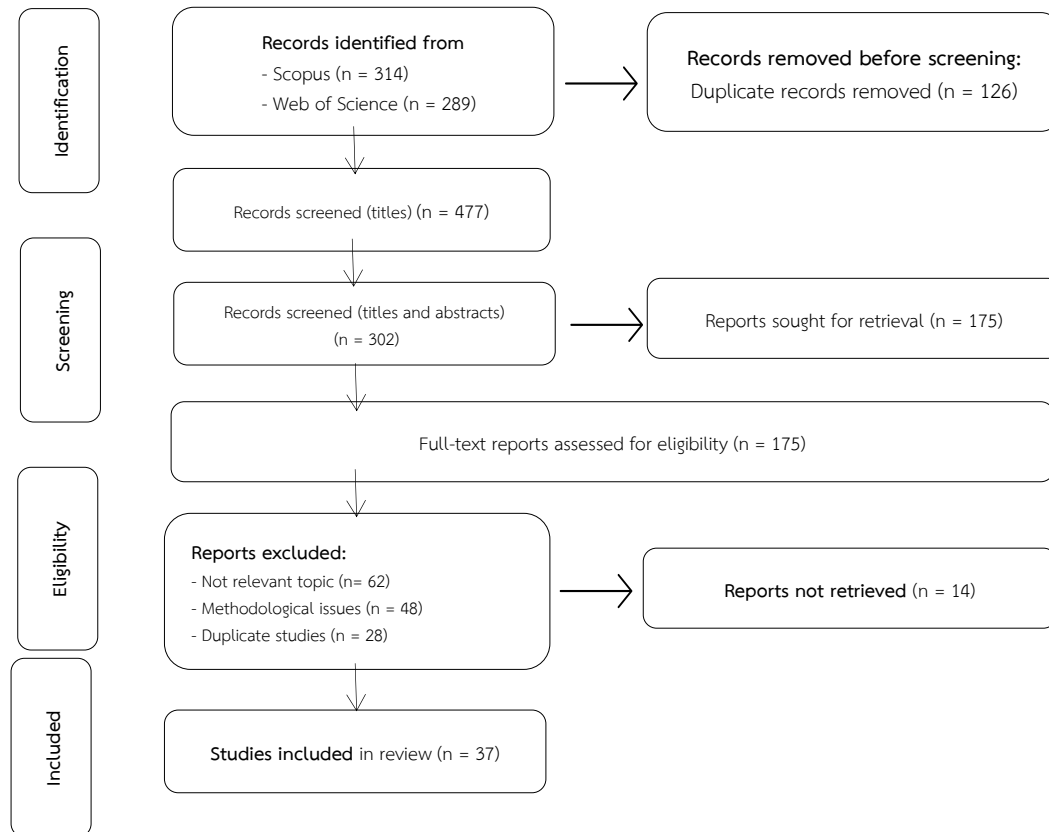 Identification
Records identified from
- Scopus (n = 314)
- Web of Science (n = 289)
Records removed before screening:
Duplicate records removed (n = 126)
Records screened (titles) (n = 477)
Screening
Records screened (titles and abstracts)
(n = 302)
Reports sought for retrieval (n = 175)
Full-text reports assessed for eligibility (n = 175)
Eligibility
Reports excluded:
- Not relevant topic (n= 62)
- Methodological issues (n = 48)
- Duplicate studies (n = 28)
Reports not retrieved (n = 14)
Included
Studies included in review (n = 37)